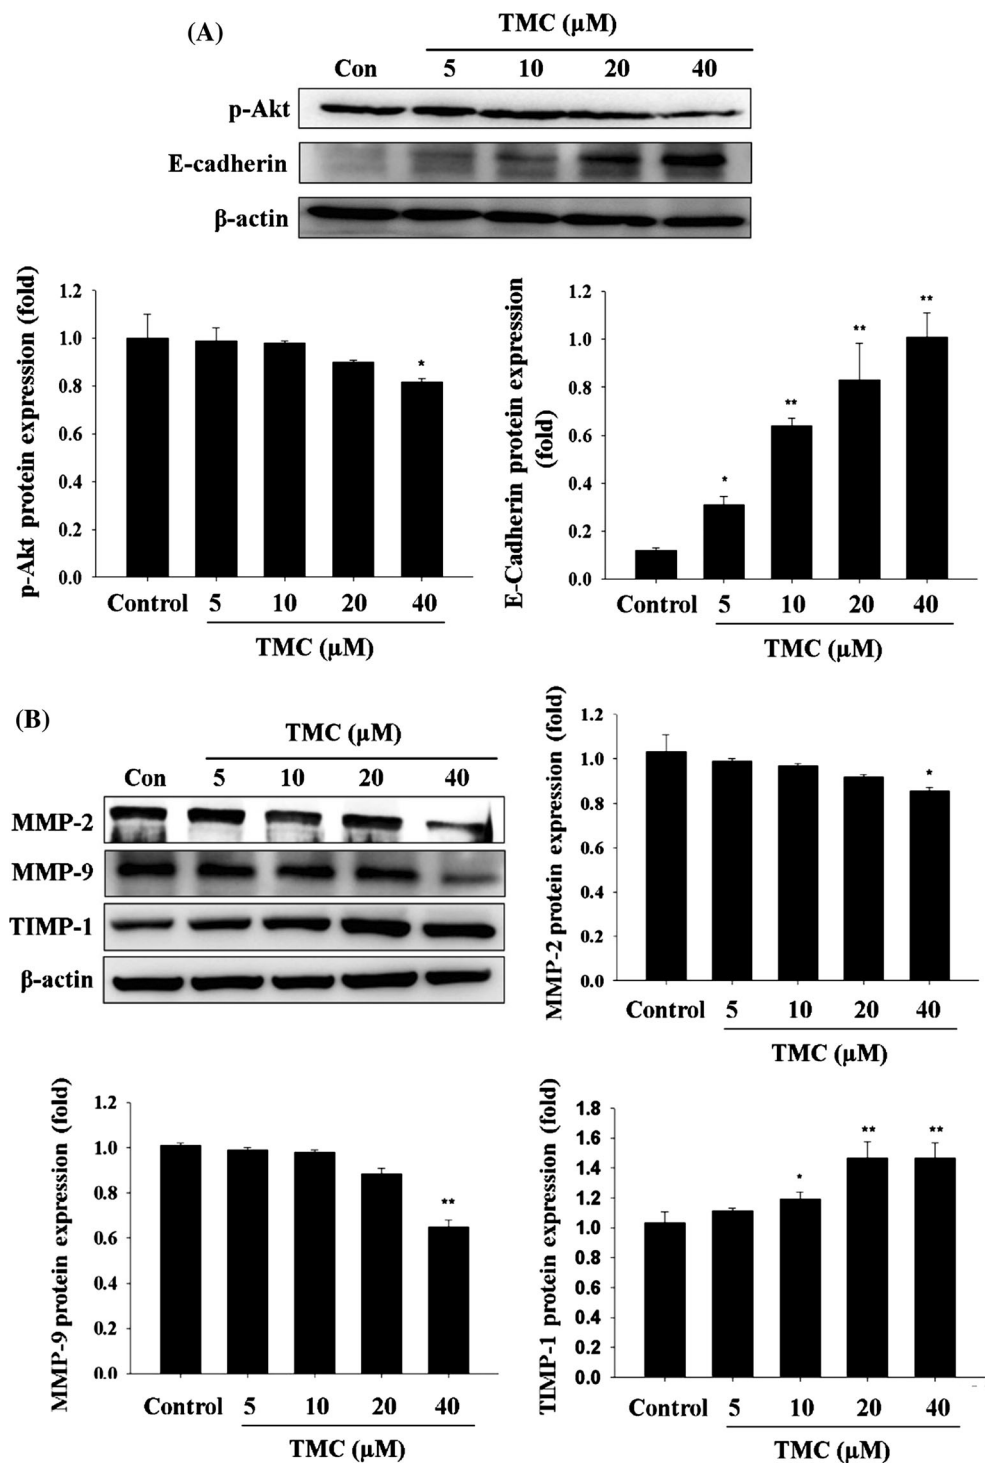 (A)
TMC (μM)
Con 5 10 20 40
p-Akt
E-cadherin
β-actin
p-Akt protein expression (fold)
1.2
1.0
0.8
0.6
0.4
0.2
0.0
*
Control 5 10 20 40
TMC (μM)
E-Cadherin protein expression
(fold)
1.2
1.0
0.8
0.6
0.4
0.2
0.0
* ** ** **
Control 5 10 20 40
TMC (μM)
(B)
TMC (μM)
Con 5 10 20 40
MMP-2
MMP-9
TIMP-1
β-actin
MMP-2 protein expression (fold)
1.2
1.0
0.8
0.6
0.4
0.2
0.0
*
Control 5 10 20 40
TMC (μM)
MMP-9 protein expression (fold)
1.2
1.0
0.8
0.6
0.4
0.2
0.0
**
Control 5 10 20 40
TMC (μM)
TIMP-1 protein expression (fold)
1.8
1.6
1.4
1.2
1.0
0.8
0.6
0.4
0.2
0.0
* ** **
Control 5 10 20 40
TMC (μM)